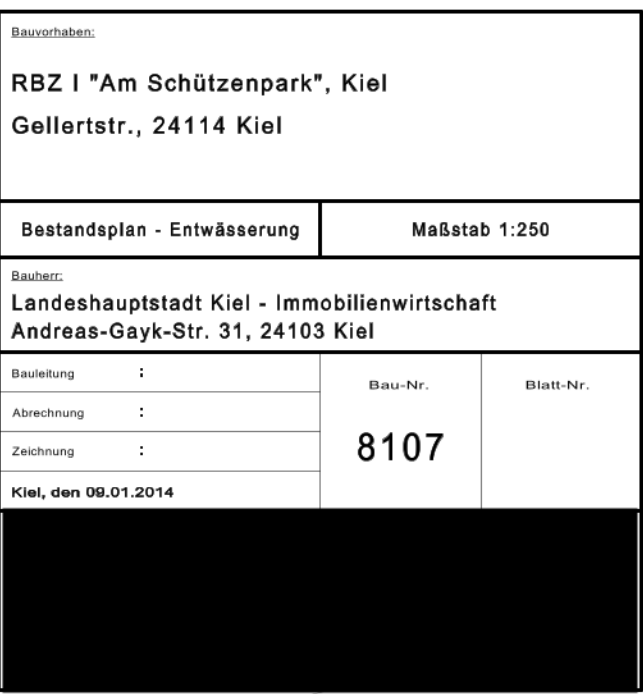 Bauvorhaben:
RBZ I "Am Schützenpark", Kiel
Gellertstr., 24114 Kiel
Bestandsplan - Entwässerung
Maßstab 1:250
Bauherr:
Landeshauptstadt Kiel - Immobilienwirtschaft
Andreas-Gayk-Str. 31, 24103 Kiel
Bauleitung :
Abrechnung :
Zeichnung :
Kiel, den 09.01.2014
Bau-Nr.
8107
Blatt-Nr.